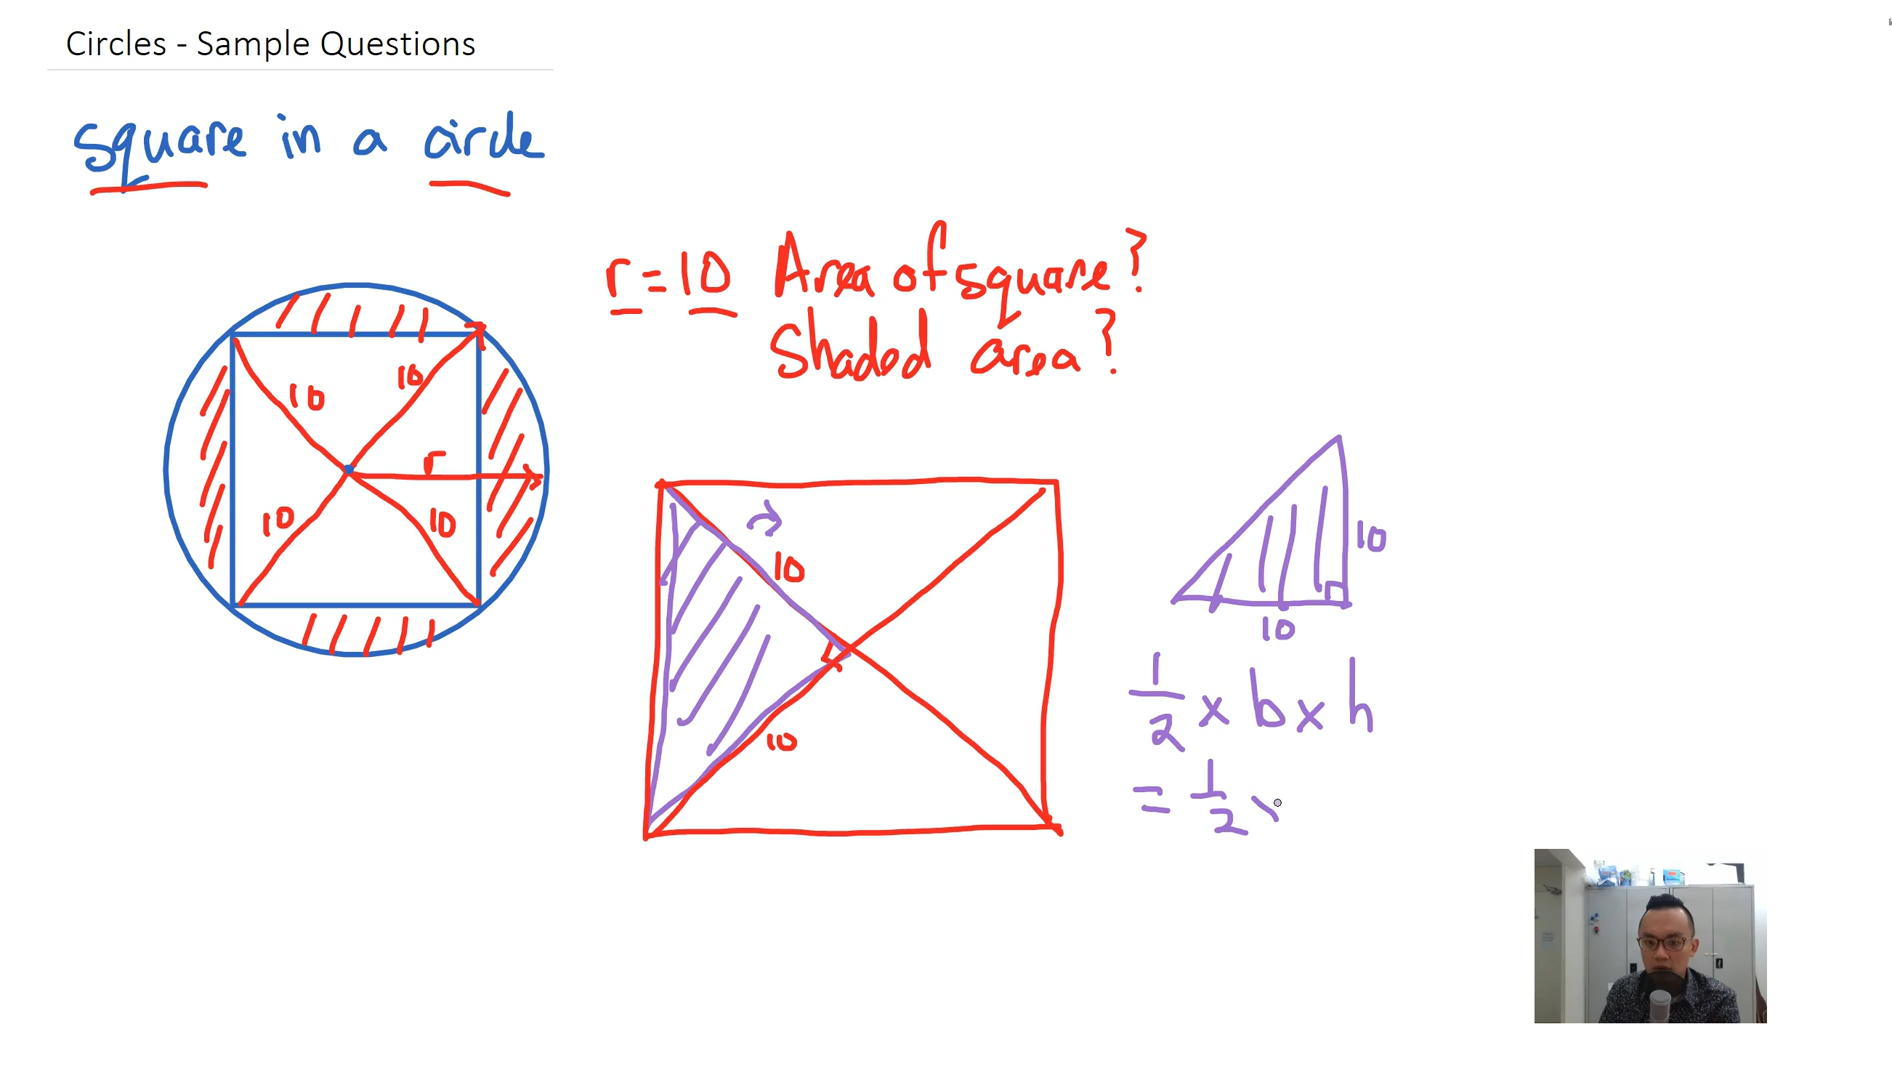 Circles - Sample Questions
square in a circle
r = 10 Area of square?
Shaded area?
10
10
r
10
10
10
10
10
10
1/2 x b x h
= 1/2 x